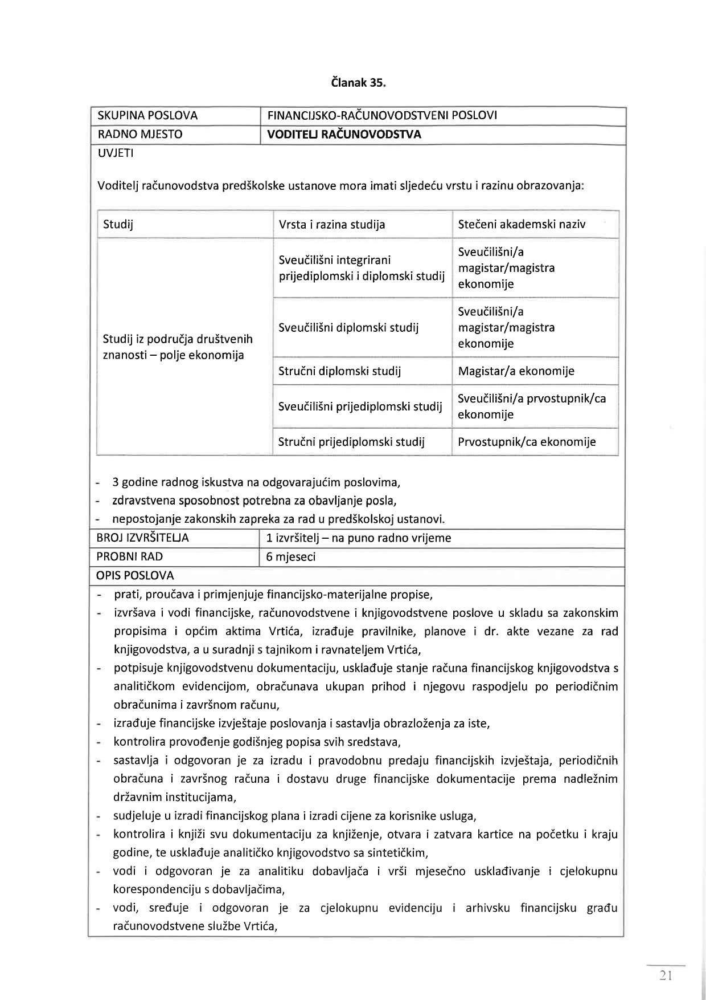 Članak 35.
SKUPINA POSLOVA FINANCIJSKO-RAČUNOVODSTVENI POSLOVI
RADNO MJESTO VODITELJ RAČUNOVODSTVA
UVJETI
Voditelj računovodstva predškolske ustanove mora imati sljedeću vrstu i razinu obrazovanja:
Studij Vrsta i razina studija Stečeni akademski naziv
Studij iz područja društvenih
znanosti – polje ekonomija
Sveučilišni integrirani
prijediplomski i diplomski studij
Sveučilišni/a
magistar/magistra
ekonomije
Sveučilišni diplomski studij
Sveučilišni/a
magistar/magistra
ekonomije
Stručni diplomski studij Magistar/a ekonomije
Sveučilišni prijediplomski studij
Sveučilišni/a prvostupnik/ca
ekonomije
Stručni prijediplomski studij Prvostupnik/ca ekonomije
- 3 godine radnog iskustva na odgovarajućim poslovima,
- zdravstvena sposobnost potrebna za obavljanje posla,
- nepostojanje zakonskih zapreka za rad u predškolskoj ustanovi.
BROJ IZVRŠITELJA 1 izvršitelj – na puno radno vrijeme
PROBNI RAD 6 mjeseci
OPIS POSLOVA
- prati, proučava i primjenjuje financijsko-materijalne propise,
- izvršava i vodi financijske, računovodstvene i knjigovodstvene poslove u skladu sa zakonskim
propisima i općim aktima Vrtića, izrađuje pravilnike, planove i dr. akte vezane za rad
knjigovodstva, a u suradnji s tajnikom i ravnateljem Vrtića,
- potpisuje knjigovodstvenu dokumentaciju, usklađuje stanje računa financijskog knjigovodstva s
analitičkom evidencijom, obračunava ukupan prihod i njegovu raspodjelu po periodičnim
obračunima i završnom računu,
- izrađuje financijske izvještaje poslovanja i sastavlja obrazloženja za iste,
- kontrolira provođenje godišnjeg popisa svih sredstava,
- sastavlja i odgovoran je za izradu i pravodobnu predaju financijskih izvještaja, periodičnih
obračuna i završnog računa i dostavu druge financijske dokumentacije prema nadležnim
državnim institucijama,
- sudjeluje u izradi financijskog plana i izradi cijene za korisnike usluga,
- kontrolira i knjiži svu dokumentaciju za knjiženje, otvara i zatvara kartice na početku i kraju
godine, te usklađuje analitičko knjigovodstvo sa sintetičkim,
- vodi i odgovoran je za analitiku dobavljača i vrši mjesečno usklađivanje i cjelokupnu
korespondenciju s dobavljačima,
- vodi, sređuje i odgovoran je za cjelokupnu evidenciju i arhivsku financijsku građu
računovodstvene službe Vrtića,
21